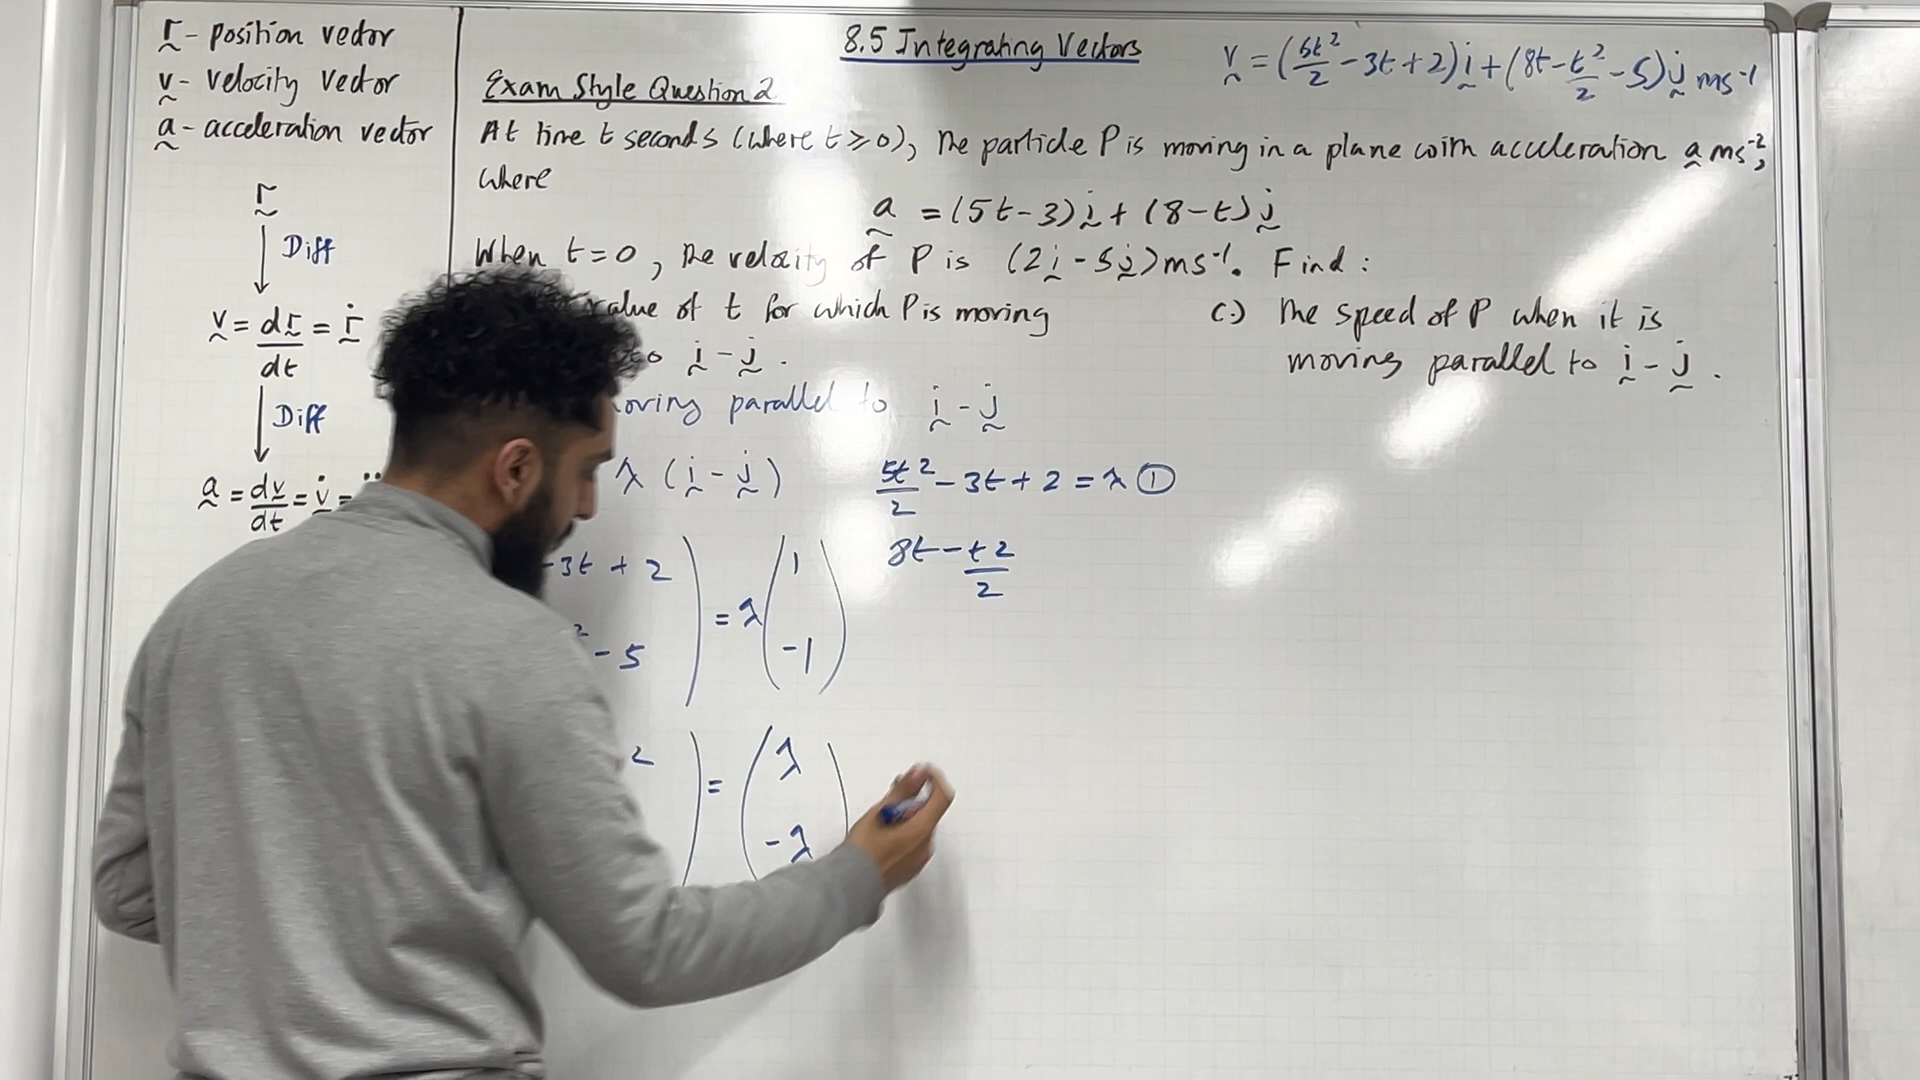 r - position vector
v - velocity vector
a - acceleration vector
r
Diff
v = dr/dt = ṙ
Diff
a = dv/dt = v̇ =
8.5 Integrating Vectors
v = (5t²/2 - 3t + 2)i + (8t - t²/2 - 5)j ms⁻¹
Exam Style Question 2
At time t seconds (where t ⩾ 0), the particle P is moving in a plane with acceleration a ms⁻²,
where
a = (5t - 3)i + (8 - t)j
When t = 0, the velocity of P is (2i - 5j) ms⁻¹. Find :
value of t for which P is moving
to i - j .
c.) the speed of P when it is
moving parallel to i - j .
moving parallel to i - j
λ (i - j)
-3t + 2
² - 5
= λ (1
-1)
2
= (λ
-λ
5t²/2 - 3t + 2 = λ ①
8t - t²/2